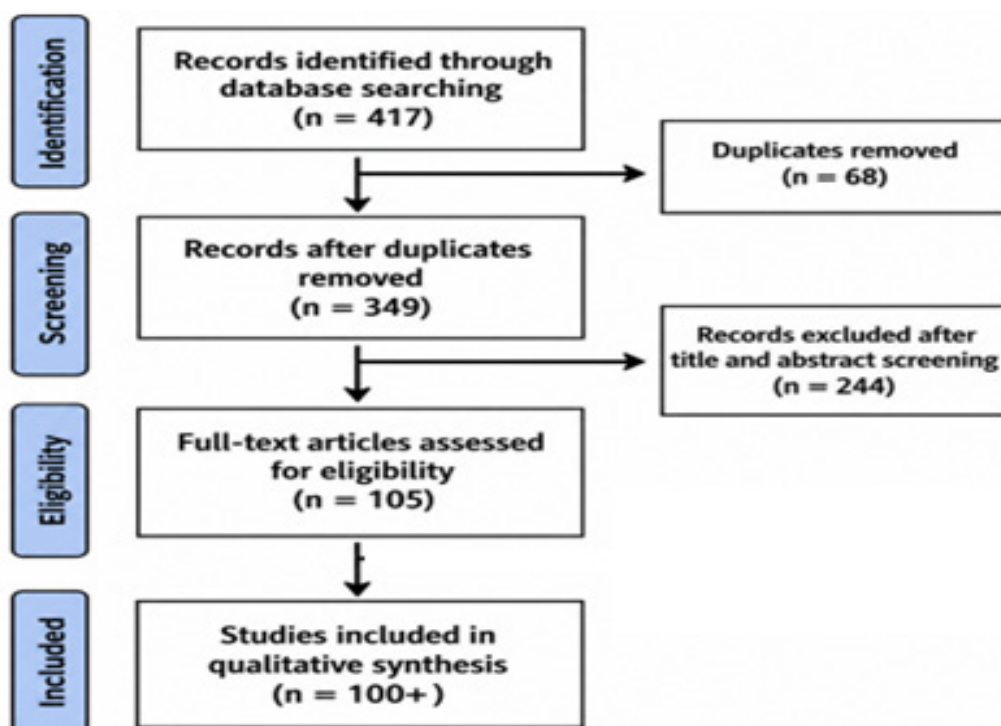 Identification
Records identified through
database searching
(n = 417)
Duplicates removed
(n = 68)
Screening
Records after duplicates
removed
(n = 349)
Records excluded after
title and abstract screening
(n = 244)
Eligibility
Full-text articles assessed
for eligibility
(n = 105)
Included
Studies included in
qualitative synthesis
(n = 100+ )